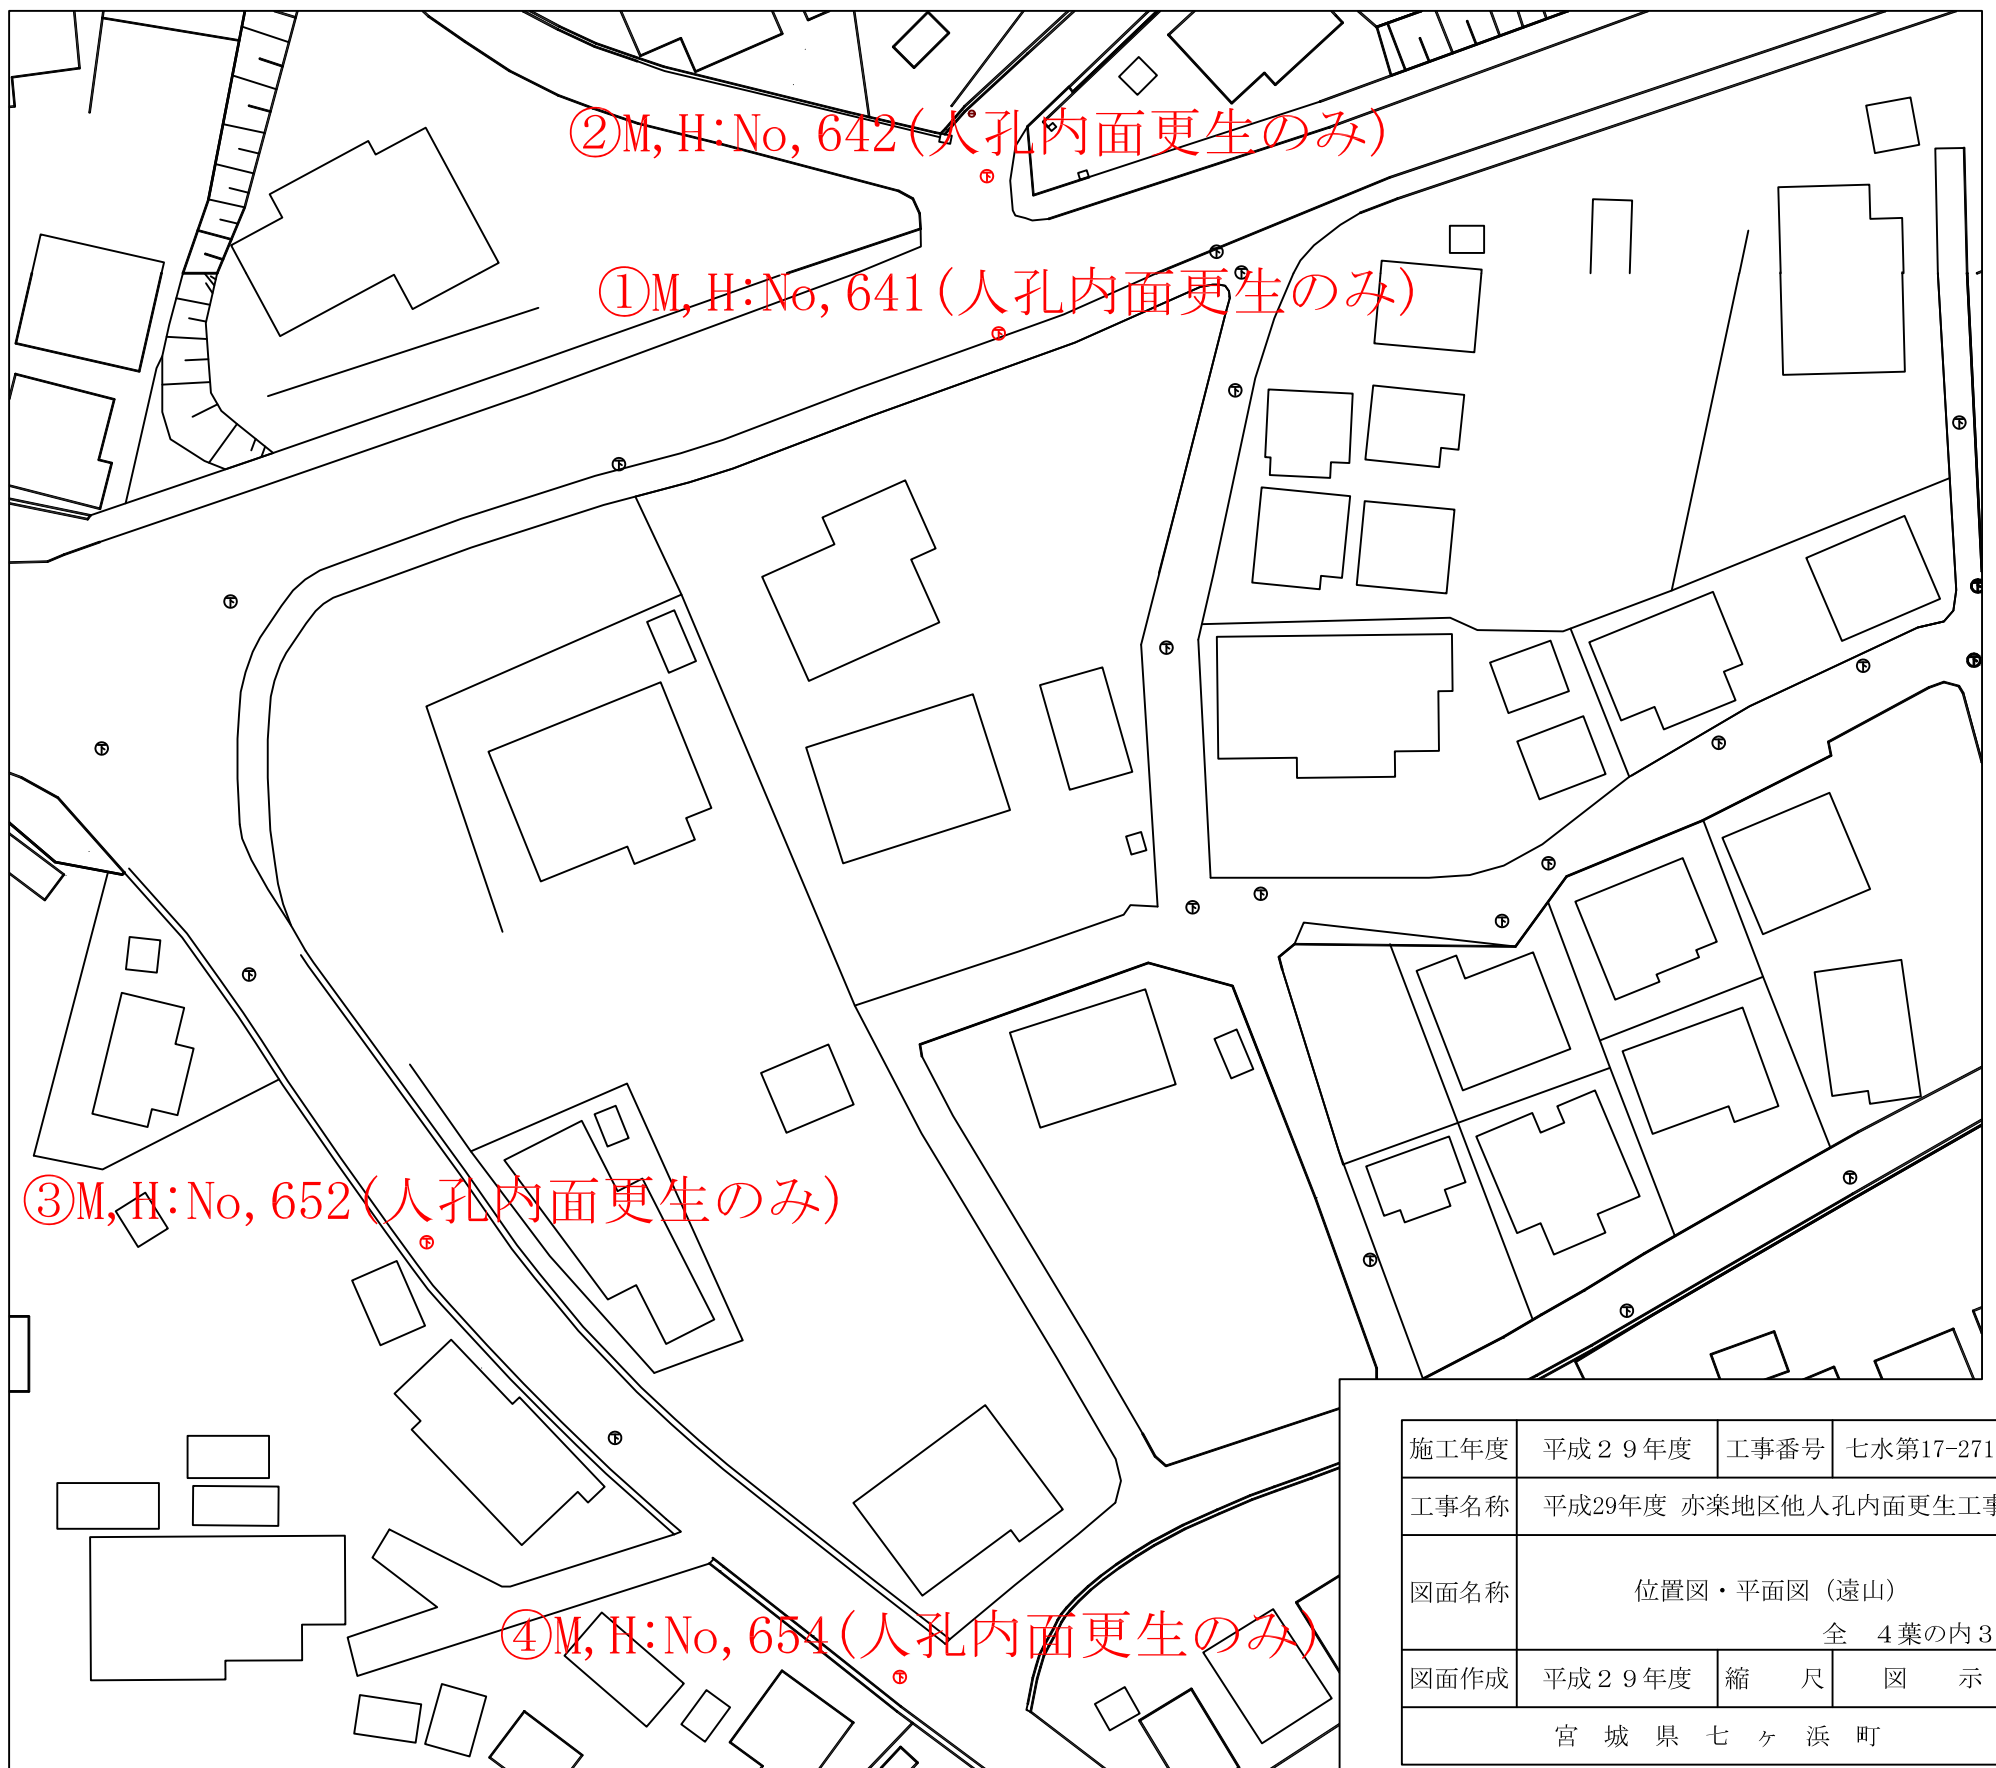 ②M,H:No,642(人孔内面更生のみ)
①M,H:No,641(人孔内面更生のみ)
③M,H:No,652(人孔内面更生のみ)
④M,H:No,654(人孔内面更生のみ)
施工年度 平成２９年度 工事番号 七水第17-271
工事名称 平成29年度 亦楽地区他人孔内面更生工事
図面名称 位置図・平面図（遠山）
全 ４葉の内３
図面作成 平成２９年度 縮 尺 図 示
宮 城 県 七 ヶ 浜 町